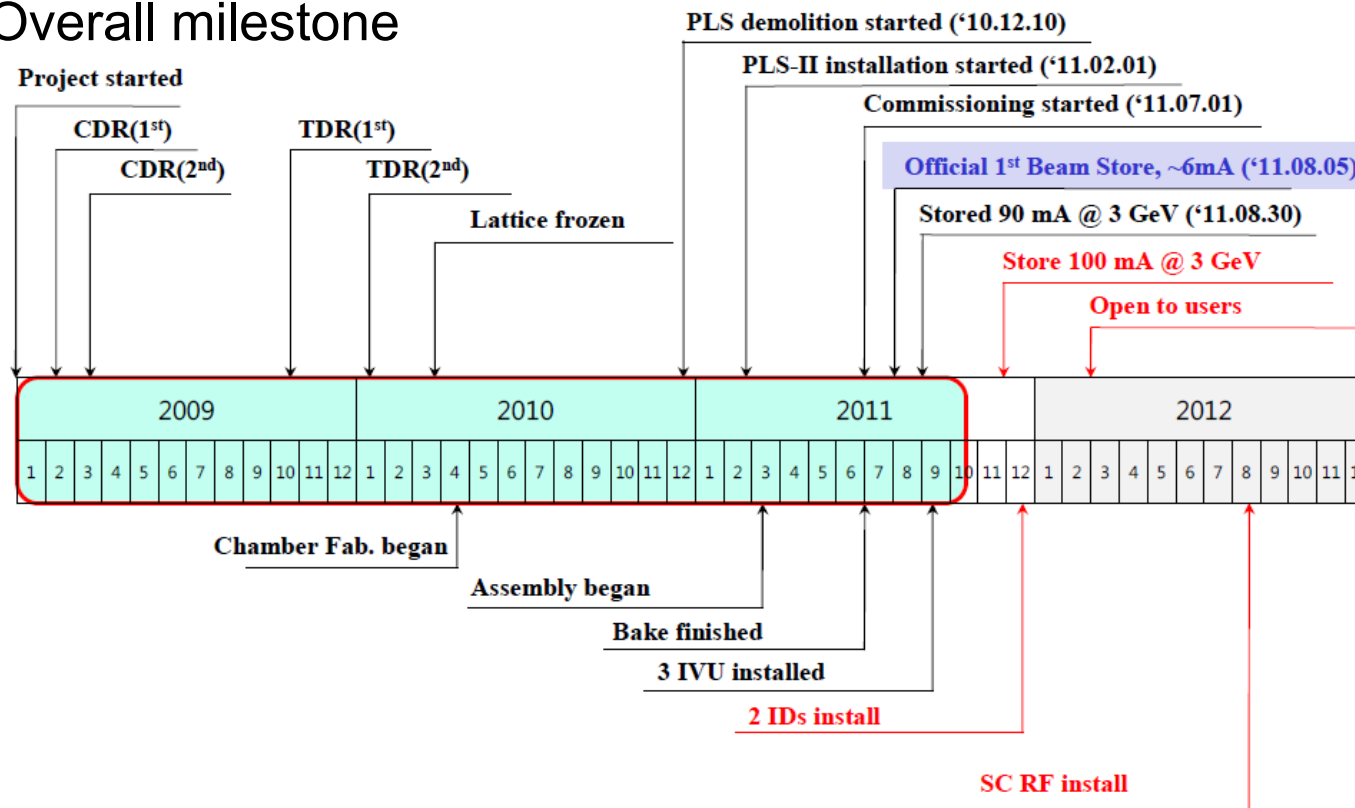 Overall milestone
PLS demolition started (‘10.12.10)
Project started
PLS-II installation started (‘11.02.01)
Commissioning started (‘11.07.01)
CDR(1st)
TDR(1st)
CDR(2nd)
TDR(2nd)
Official 1st Beam Store, ~6mA (‘11.08.05)
Lattice frozen
Stored 90 mA @ 3 GeV (‘11.08.30)
Store 100 mA @ 3 GeV
Open to users
2009 2010 2011 2012
1 2 3 4 5 6 7 8 9 10 11 12 1 2 3 4 5 6 7 8 9 10 11 12 1 2 3 4 5 6 7 8 9 10 11 12 1 2 3 4 5 6 7 8 9 10 11
Chamber Fab. began
Assembly began
Bake finished
3 IVU installed
2 IDs install
SC RF install